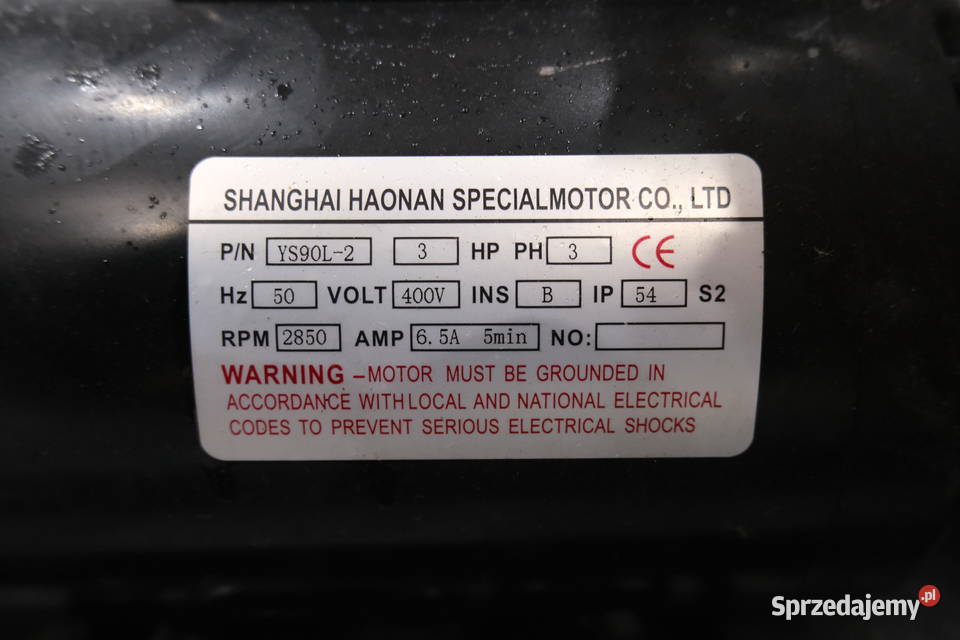 SHANGHAI HAONAN SPECIALMOTOR CO., LTD
P/N YS90L-2 3 HP PH 3 CE
Hz 50 VOLT 400V INS B IP 54 S2
RPM 2850 AMP 6.5A 5min NO:
WARNING –MOTOR MUST BE GROUNDED IN
ACCORDANCE WITH LOCAL AND NATIONAL ELECTRICAL
CODES TO PREVENT SERIOUS ELECTRICAL SHOCKS
Sprzedajemy.pl